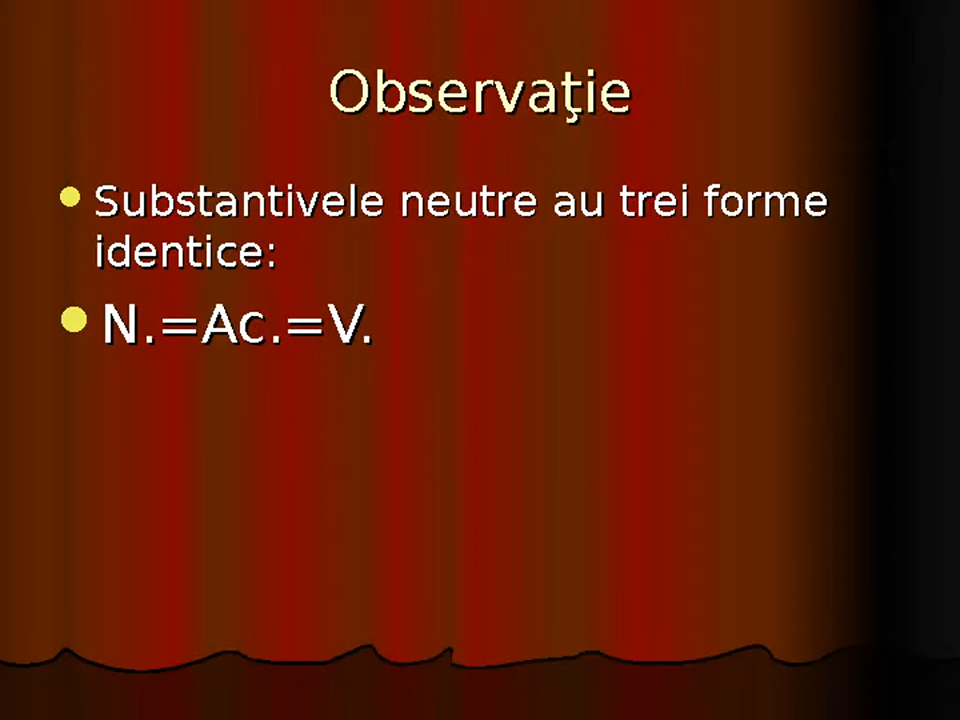 Observaţie
Substantivele neutre au trei forme
identice:
N.=Ac.=V.